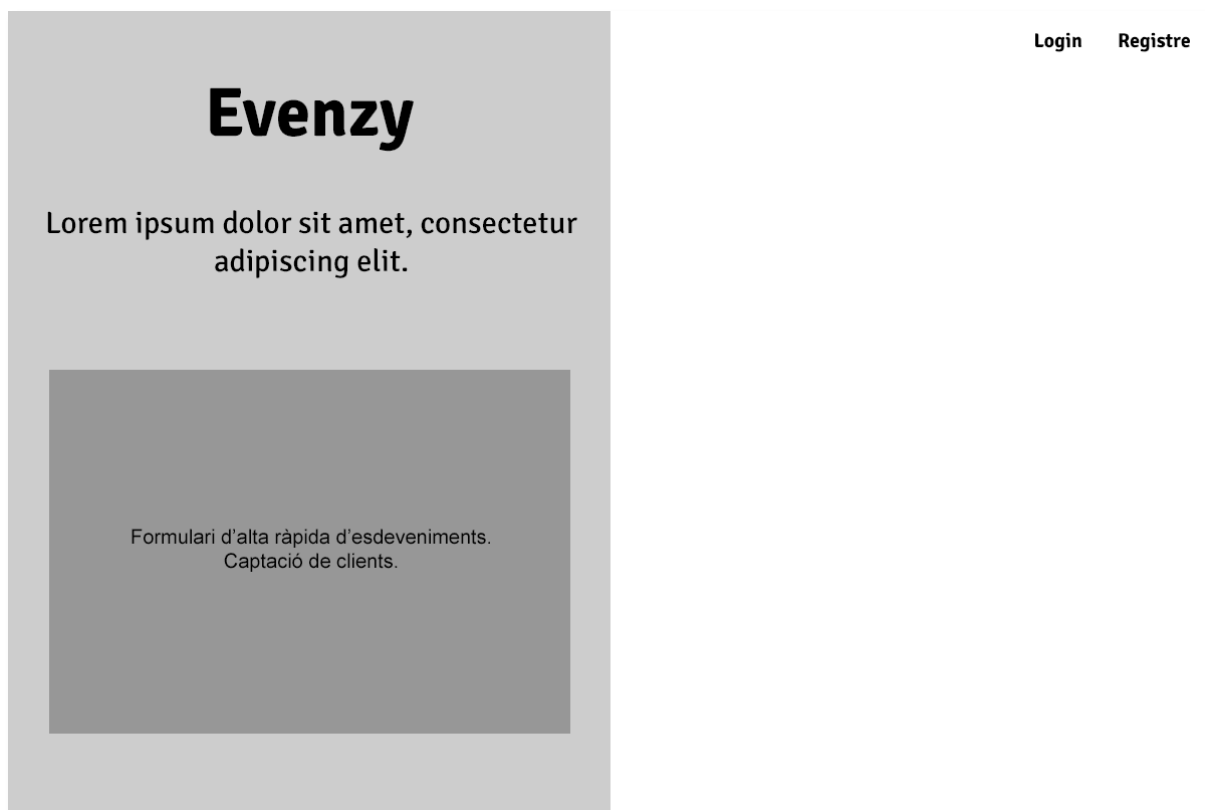 Login Registre
Evenzy
Lorem ipsum dolor sit amet, consectetur
adipiscing elit.
Formulari d’alta ràpida d’esdeveniments.
Captació de clients.